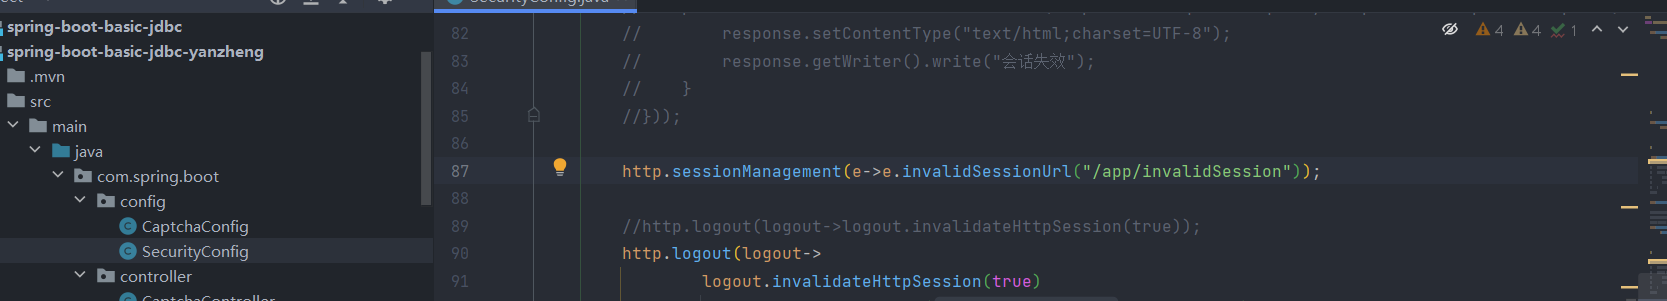 SecurityConfig.java
spring-boot-basic-jdbc
spring-boot-basic-jdbc-yanzheng
.mvn
src
main
java
com.spring.boot
config
CaptchaConfig
SecurityConfig
controller
CaptchaController
82 // response.setContentType("text/html;charset=UTF-8");
83 // response.getWriter().write("会话失效");
84 // }
85 //}));
86
87 http.sessionManagement(e->e.invalidSessionUrl("/app/invalidSession"));
88
89 //http.logout(logout->logout.invalidateHttpSession(true));
90 http.logout(logout->
91 logout.invalidateHttpSession(true)
4 4 1